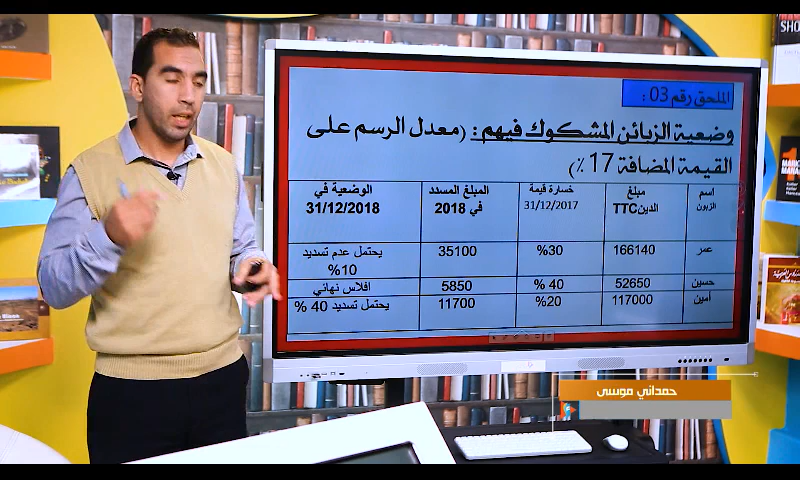 الملحق رقم 03 :
وضعية الزبائن المشكوك فيهم: (معدل الرسم على
القيمة المضافة 17 ٪)
اسم الزبون	مبلغ الدين TTC	خسارة قيمة 31/12/2017	المبلغ المسدد في 2018	الوضعية في 31/12/2018
عمر	166140	%30	35100	يحتمل عدم تسديد 10%
حسين	52650	% 40	5850	افلاس نهائي
أمين	117000	%20	11700	يحتمل تسديد 40 %
حمداني موسى